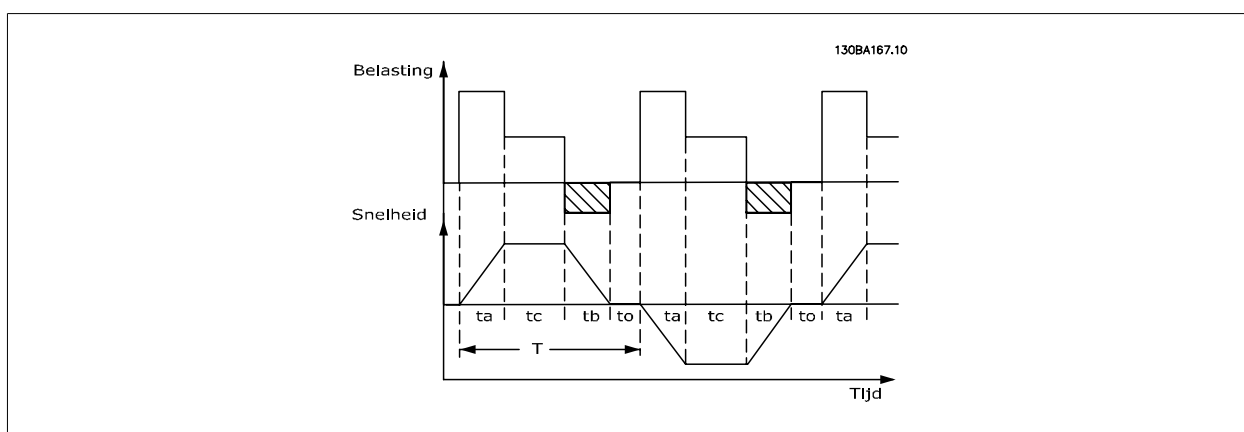 130BA167.10
Belasting
Snelheid
ta tc tb to ta tc tb to ta
T
Tijd